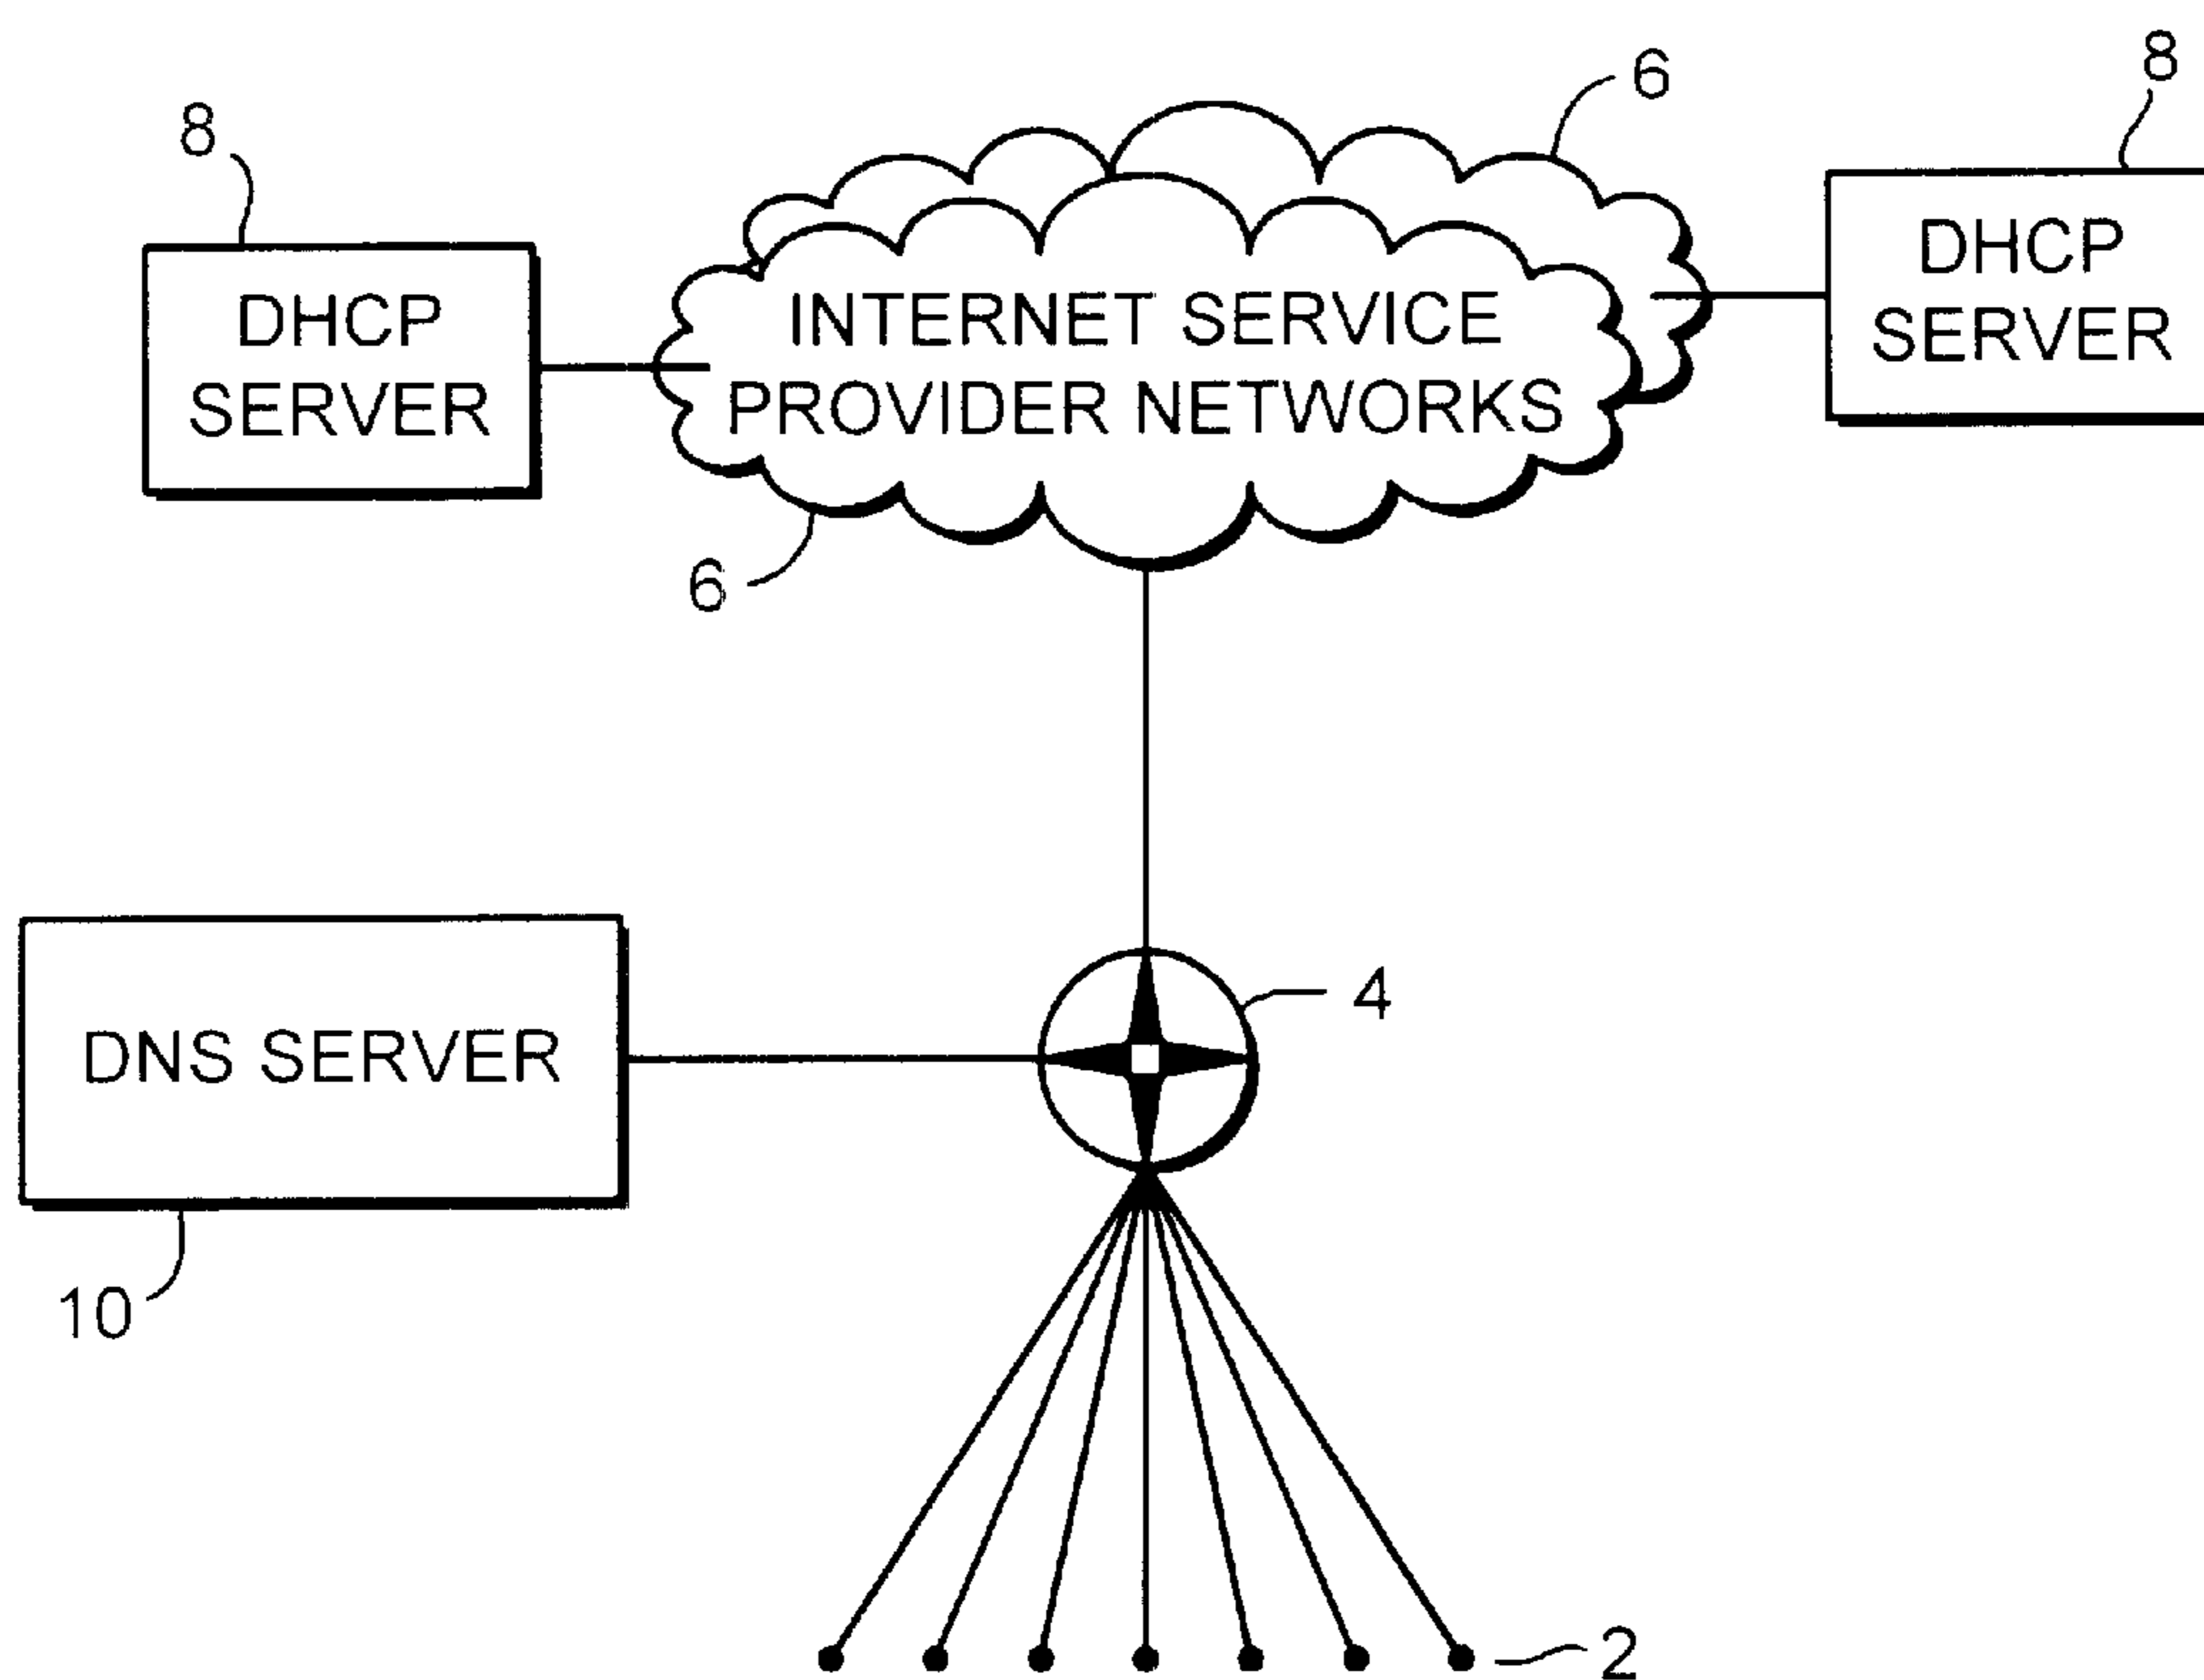 6
8
8
DHCP
SERVER
DHCP
SERVER
INTERNET SERVICE
PROVIDER NETWORKS
6
4
DNS SERVER
10
2